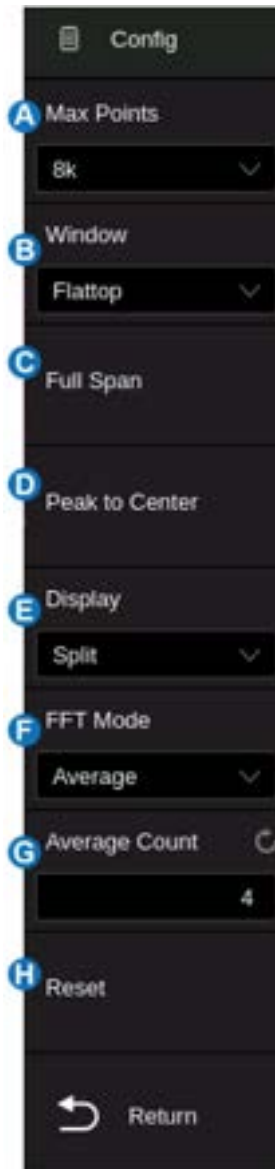 Config
A Max Points
8k
B Window
Flattop
C Full Span
D Peak to Center
E Display
Split
F FFT Mode
Average
G Average Count
4
H Reset
Return